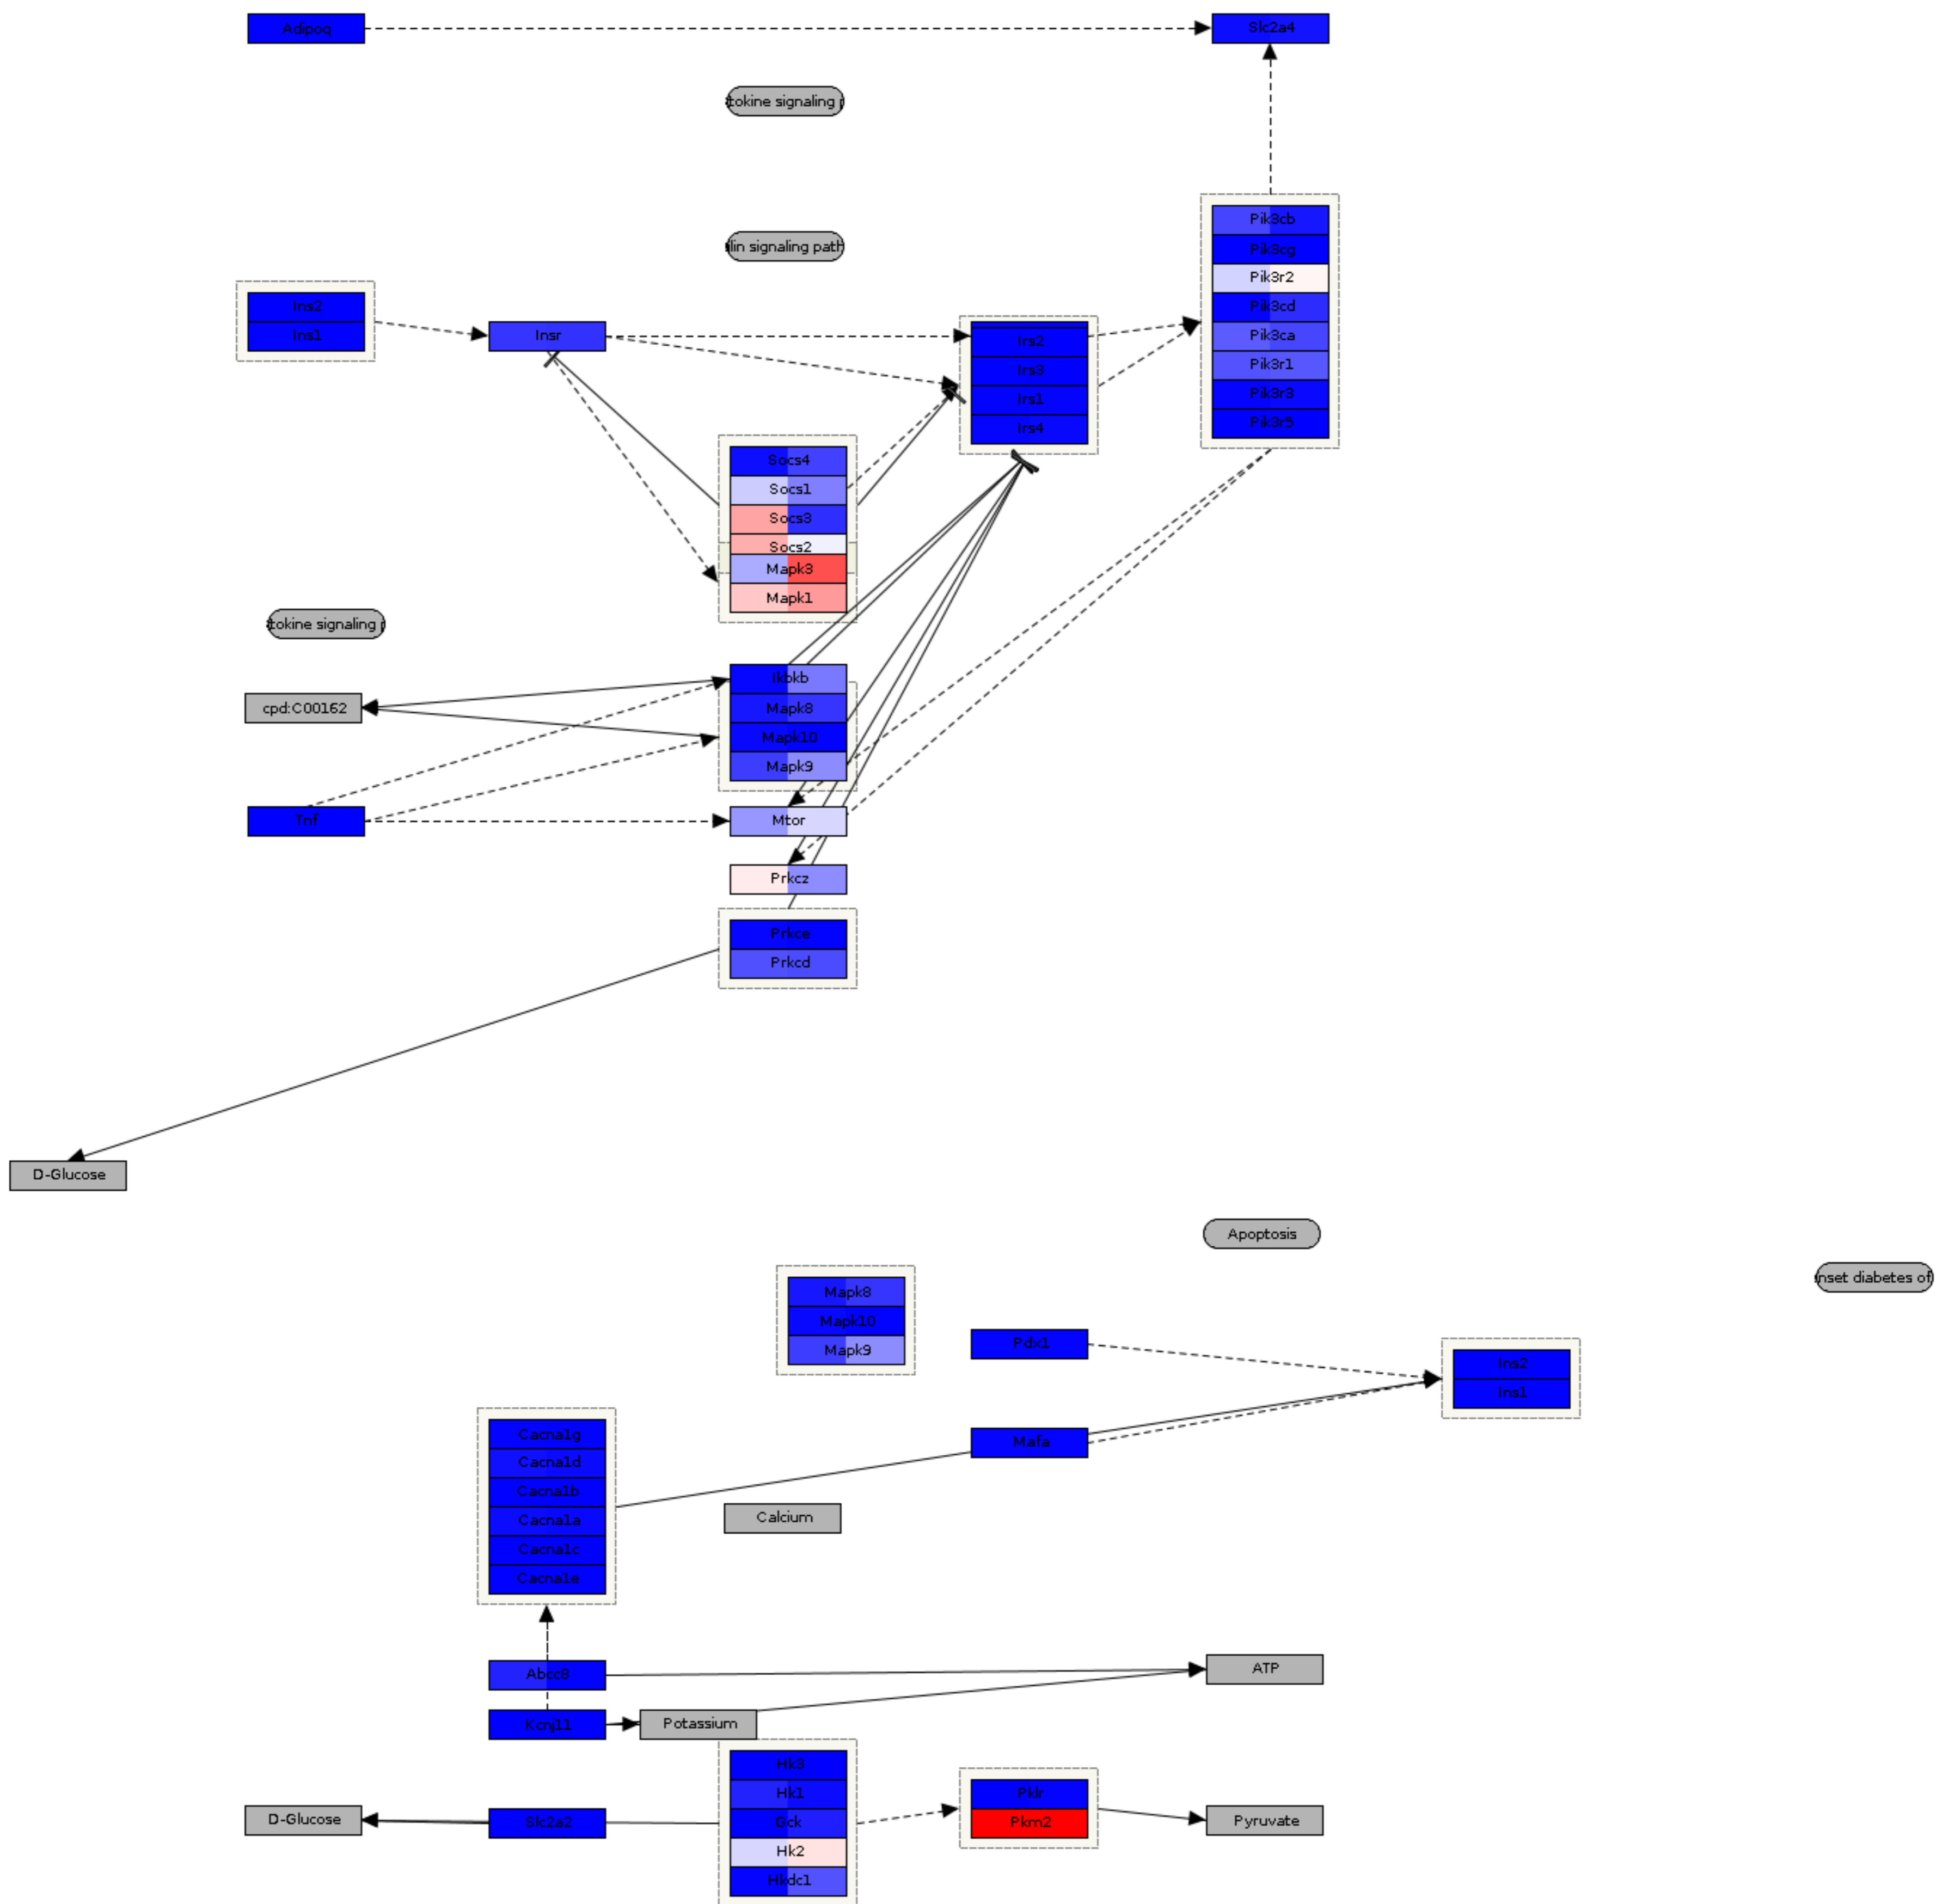 Adipoq
Slc2a4
tokine signaling p
lin signaling path
Pik3cb
Pik3cg
Pik3r2
Pik3cd
Pik3ca
Pik3r1
Pik3r3
Pik3r5
Ins2
Ins1
Insr
Irs2
Irs3
Irs1
Irs4
Socs4
Socs1
Socs3
Socs2
Mapk3
Mapk1
tokine signaling p
Ikbkb
Mapk8
Mapk10
Mapk9
cpd:C00162
Tnf
Mtor
Prkcz
Prkce
Prkcd
D-Glucose
Apoptosis
nset diabetes of
Mapk8
Mapk10
Mapk9
Pdx1
Ins2
Ins1
Mafa
Cacna1g
Cacna1d
Cacna1b
Cacna1a
Cacna1c
Cacna1e
Calcium
Abcc8
ATP
Kcnj11
Potassium
Hk3
Hk1
Gck
Hk2
Hkdc1
D-Glucose
Slc2a2
Pklr
Pkm2
Pyruvate